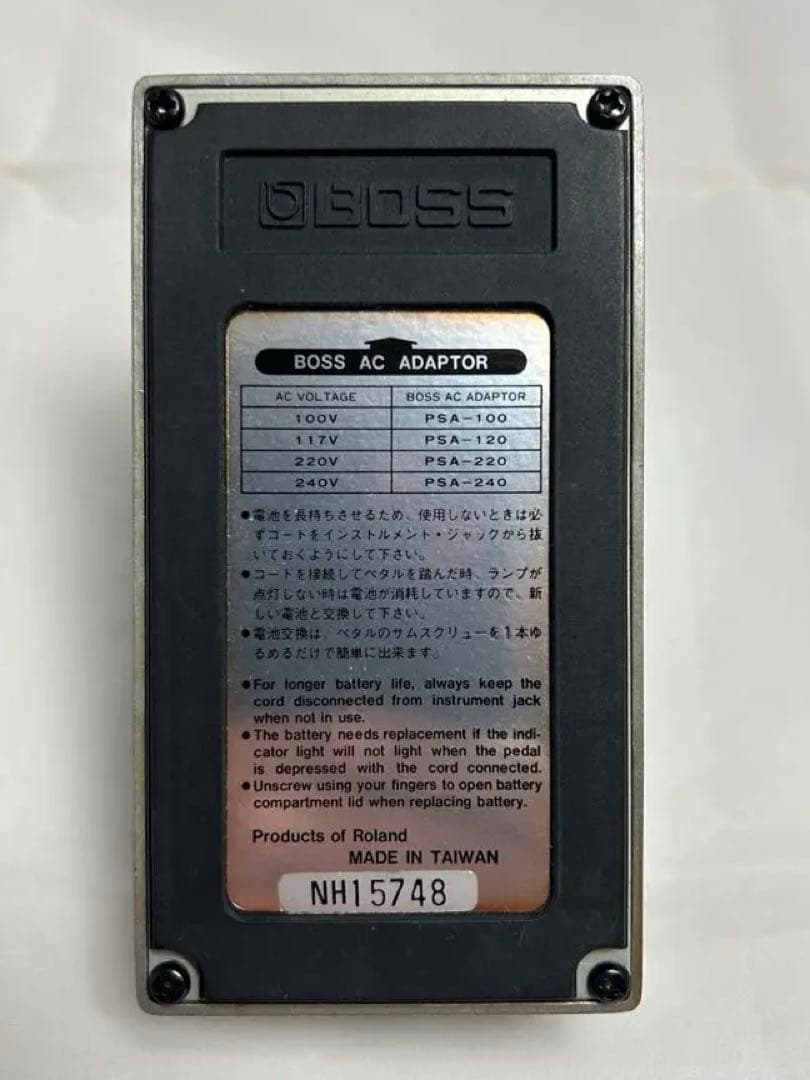 BOSS
BOSS AC ADAPTOR
AC VOLTAGE BOSS AC ADAPTOR
100V PSA-100
117V PSA-120
220V PSA-220
240V PSA-240
●電池を長持ちさせるため、使用しないときは必
ずコードをインストルメント・ジャックから抜
いておくようにして下さい。
●コードを接続してペタルを踏んだ時、ランプが
点灯しない時は電池が消耗していますので、新
しい電池と交換して下さい。
●電池交換は、ペタルのサムスクリューを1本ゆ
るめるだけで簡単に出来ます。
●For longer battery life, always keep the
cord disconnected from instrument jack
when not in use.
●The battery needs replacement if the indi-
cator light will not light when the pedal
is depressed with the cord connected.
●Unscrew using your fingers to open battery
compartment lid when replacing battery.
Products of Roland
MADE IN TAIWAN
NH15748